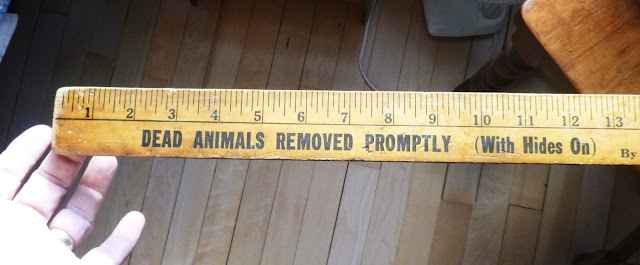 1 2 3 4 5 6 7 8 9 10 11 12 13
DEAD ANIMALS REMOVED PROMPTLY (With Hides On)
By